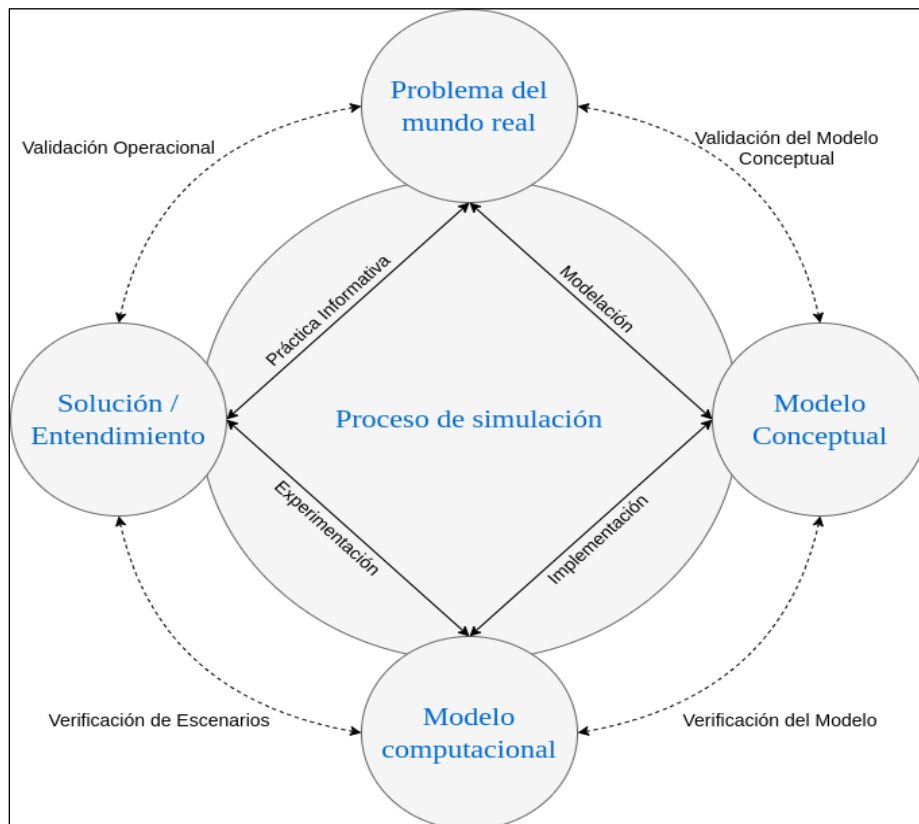 Problema del
mundo real
Validación Operacional
Validación del Modelo
Conceptual
Práctica Informativa
Modelación
Solución /
Entendimiento
Proceso de simulación
Modelo
Conceptual
Experimentación
Implementación
Verificación de Escenarios
Modelo
computacional
Verificación del Modelo